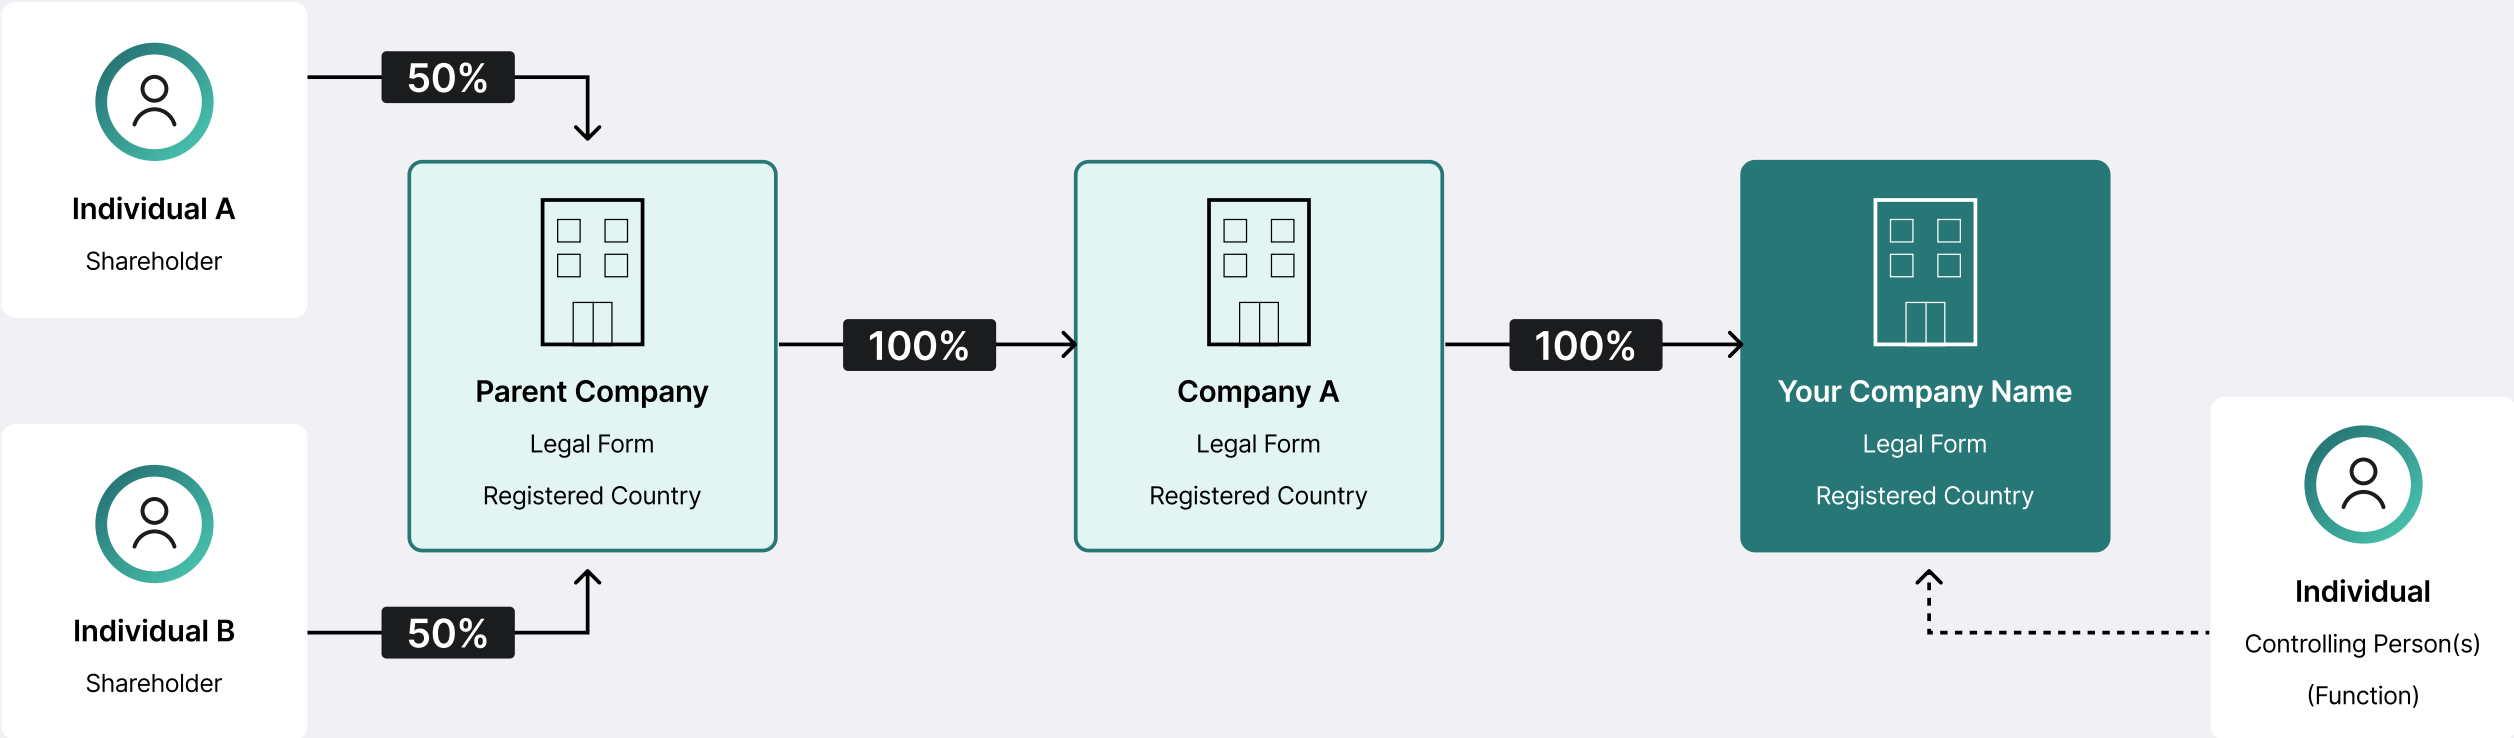 Individual A
Shareholder
50%
Parent Company
Legal Form
Registered Country
Individual B
Shareholder
50%
100%
Company A
Legal Form
Registered Country
100%
Your Company Name
Legal Form
Registered Country
Individual
Controlling Person(s)
(Function)